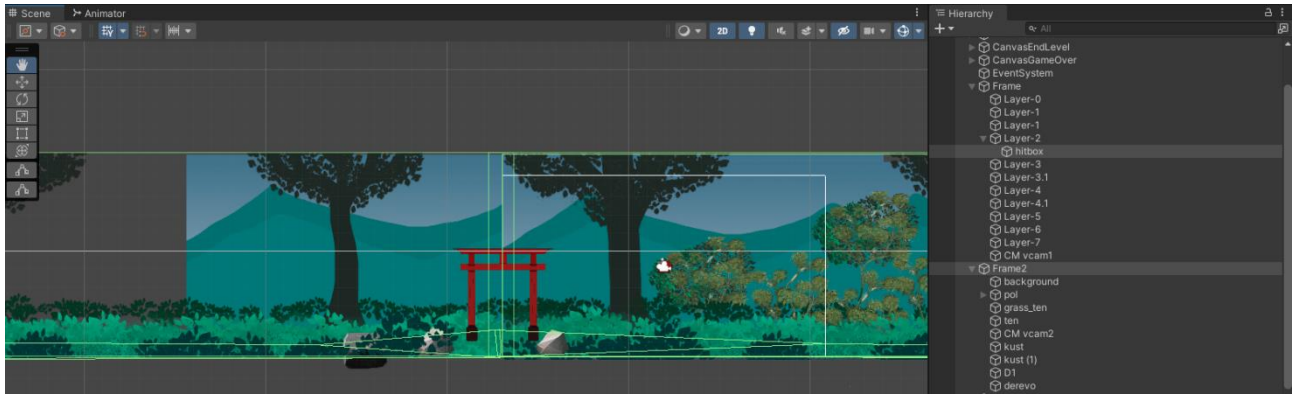 Scene
Animator
Hierarchy
2D
All
CanvasEndLevel
CanvasGameOver
EventSystem
Frame
Layer-0
Layer-1
Layer-1
Layer-2
hitbox
Layer-3
Layer-3.1
Layer-4
Layer-4.1
Layer-5
Layer-6
Layer-7
CM vcam1
Frame2
background
pol
grass_ten
ten
CM vcam2
kust
kust (1)
D1
derevo